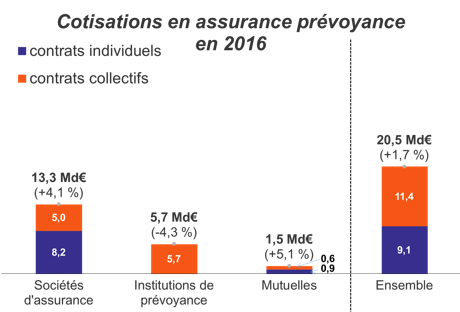 Cotisations en assurance prévoyance
en 2016
contrats individuels
contrats collectifs
13,3 Md€
(+4,1 %)
5,0
8,2
5,7 Md€
(-4,3 %)
5,7
1,5 Md€
(+5,1 %)
0,6
0,9
20,5 Md€
(+1,7 %)
11,4
9,1
Sociétés
d'assurance
Institutions de
prévoyance
Mutuelles
Ensemble